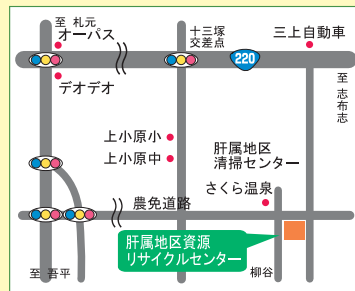 至 札元
オーパス
十三塚
交差点
三上自動車
220
デオデオ
至 志布志
上小原小
上小原中
肝属地区
清掃センター
さくら温泉
農免道路
肝属地区資源
リサイクルセンター
至 吾平
柳谷